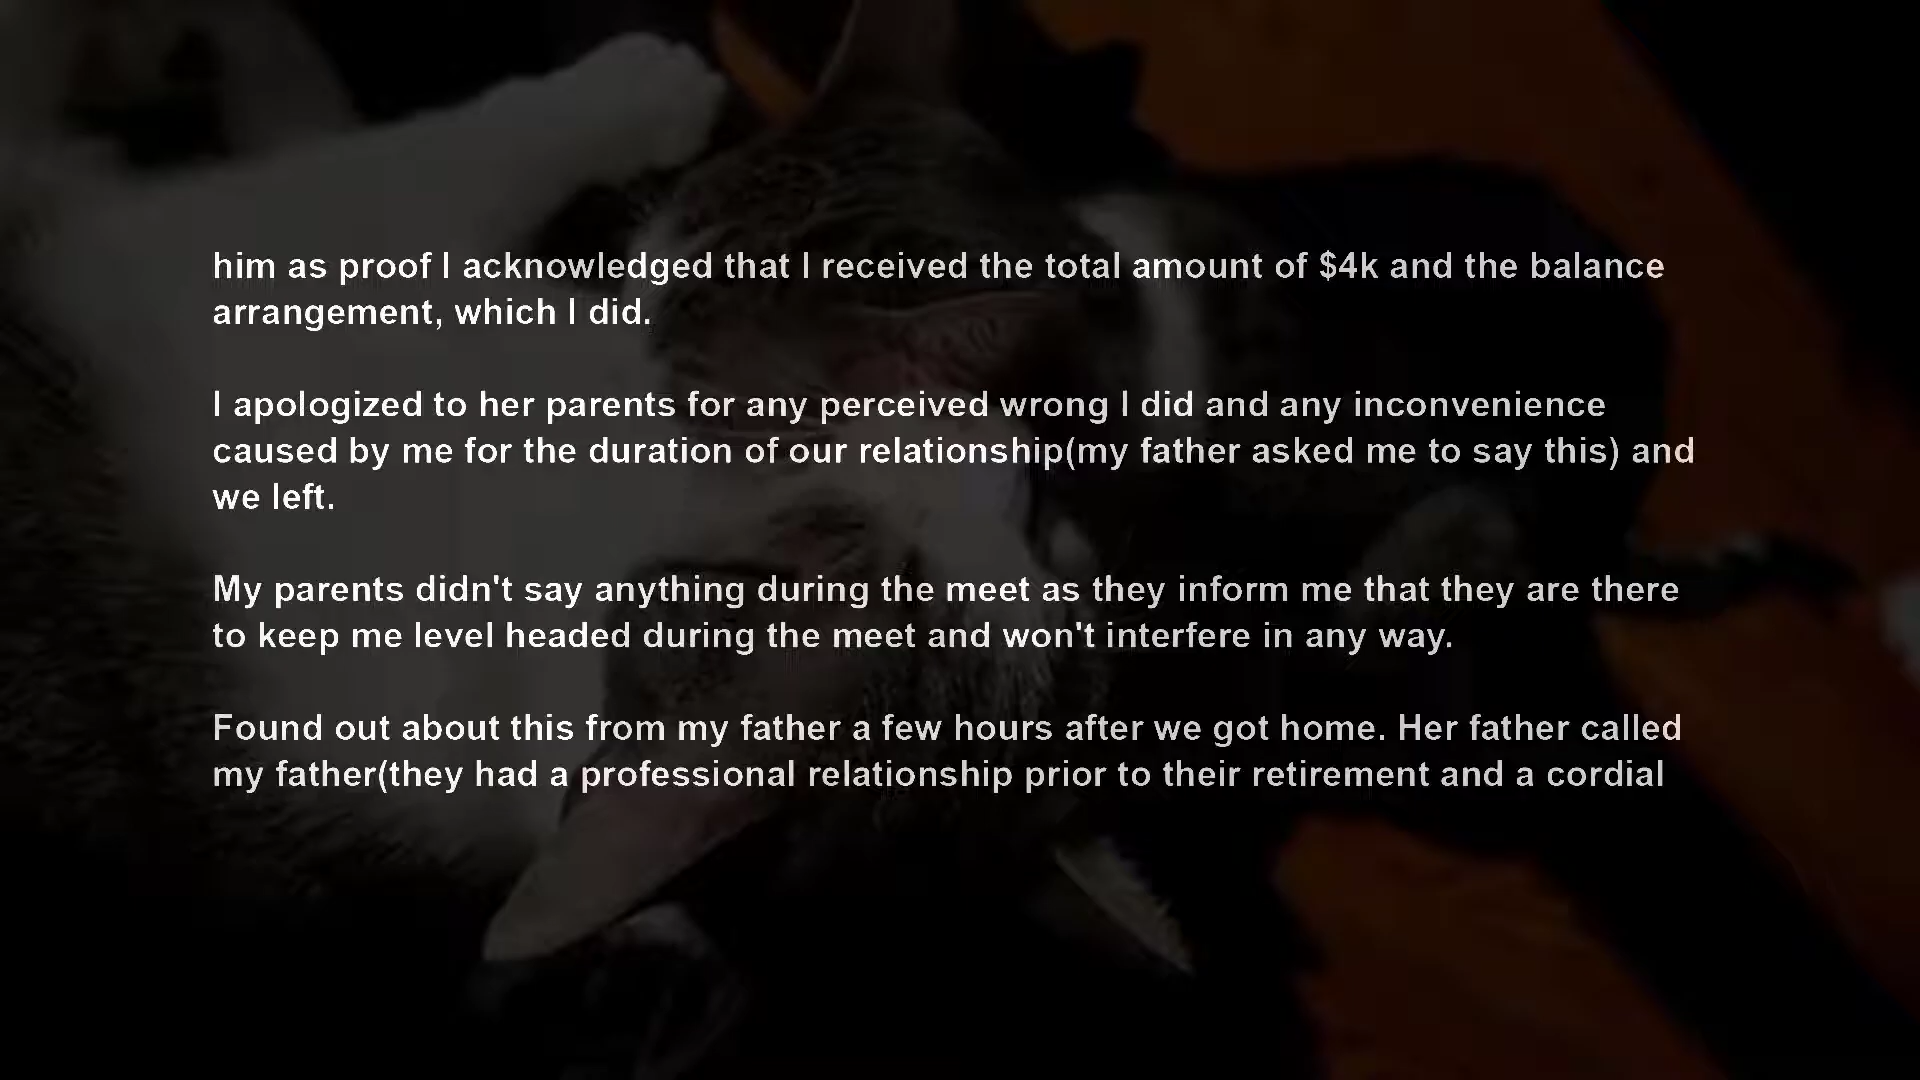 him as proof I acknowledged that I received the total amount of $4k and the balance
arrangement, which I did.
I apologized to her parents for any perceived wrong I did and any inconvenience
caused by me for the duration of our relationship(my father asked me to say this) and
we left.
My parents didn't say anything during the meet as they inform me that they are there
to keep me level headed during the meet and won't interfere in any way.
Found out about this from my father a few hours after we got home. Her father called
my father(they had a professional relationship prior to their retirement and a cordial